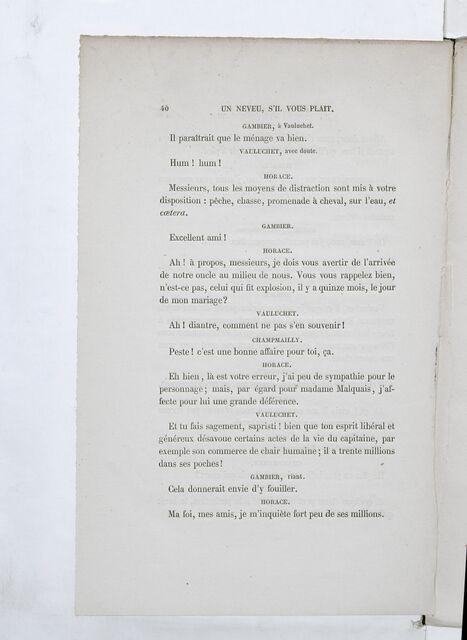 40 UN NEVEU, S'IL VOUS PLAIT.
GAMBIER, à Vauluchet.
Il paraîtrait que le ménage va bien.
VAULUCHET, avec doute.
Hum ! hum !
HORACE.
Messieurs, tous les moyens de distraction sont mis à votre
disposition : pêche, chasse, promenade à cheval, sur l'eau, et
cœtera.
GAMBIER.
Excellent ami !
HORACE.
Ah ! à propos, messieurs, je dois vous avertir de l'arrivée
de notre oncle au milieu de nous. Vous vous rappelez bien,
n'est-ce pas, celui qui fit explosion, il y a quinze mois, le jour
de mon mariage?
VAULUCHET.
Ah ! diantre, comment ne pas s'en souvenir !
CHAMPMAILLY.
Peste ! c'est une bonne affaire pour toi, ça.
HORACE.
Eh bien, là est votre erreur, j'ai peu de sympathie pour le
personnage ; mais, par égard pour madame Malquais, j'af-
fecte pour lui une grande déférence.
VAULUCHET.
Et tu fais sagement, sapristi ! bien que ton esprit libéral et
généreux désavoue certains actes de la vie du capitaine, par
exemple son commerce de chair humaine ; il a trente millions
dans ses poches !
GAMBIER, riant.
Cela donnerait envie d'y fouiller.
HORACE.
Ma foi, mes amis, je m'inquiète fort peu de ses millions.